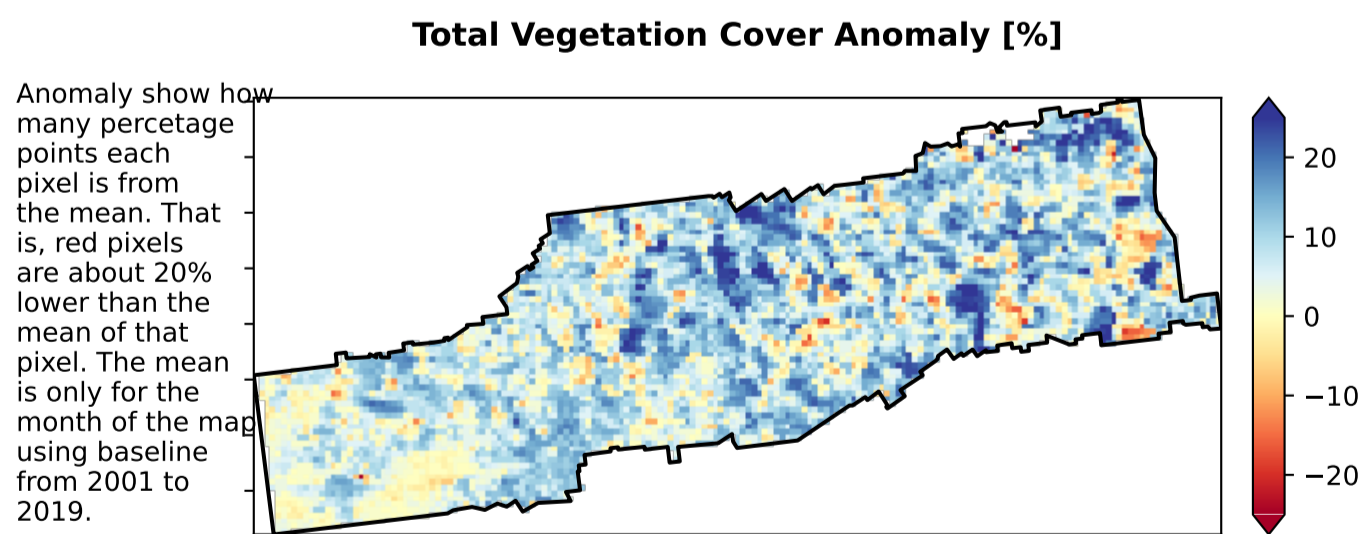 Total Vegetation Cover Anomaly [%]
Anomaly show how
many percetage
points each
pixel is from
the mean. That
is, red pixels
are about 20%
lower than the
mean of that
pixel. The mean
is only for the
month of the map
using baseline
from 2001 to
2019.
20
10
0
−10
−20